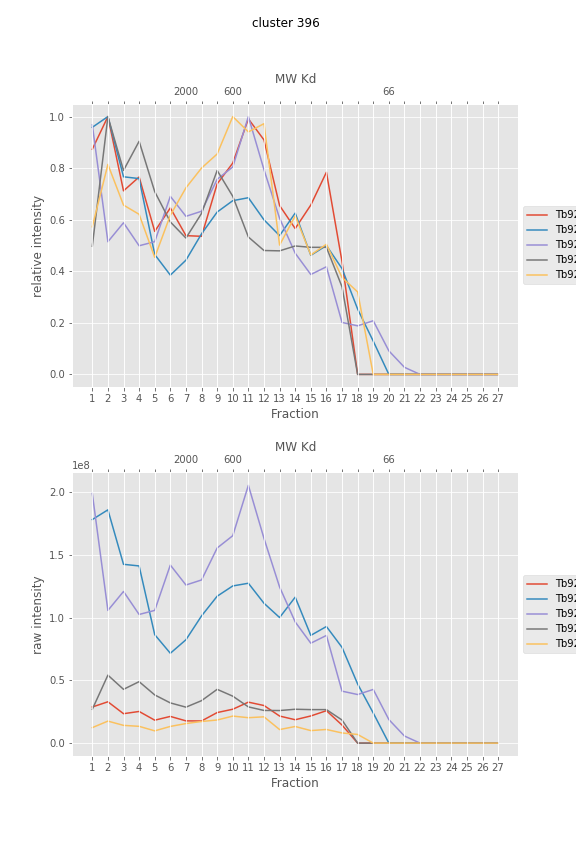 cluster 396
MW Kd
2000 600 66
1.0
0.8
0.6
0.4
0.2
0.0
relative intensity
Tb92
Tb92
Tb92
Tb92
Tb92
1 2 3 4 5 6 7 8 9 10 11 12 13 14 15 16 17 18 19 20 21 22 23 24 25 26 27
Fraction
MW Kd
1e8
2000 600 66
2.0
1.5
1.0
0.5
0.0
raw intensity
Tb92
Tb92
Tb92
Tb92
Tb92
1 2 3 4 5 6 7 8 9 10 11 12 13 14 15 16 17 18 19 20 21 22 23 24 25 26 27
Fraction